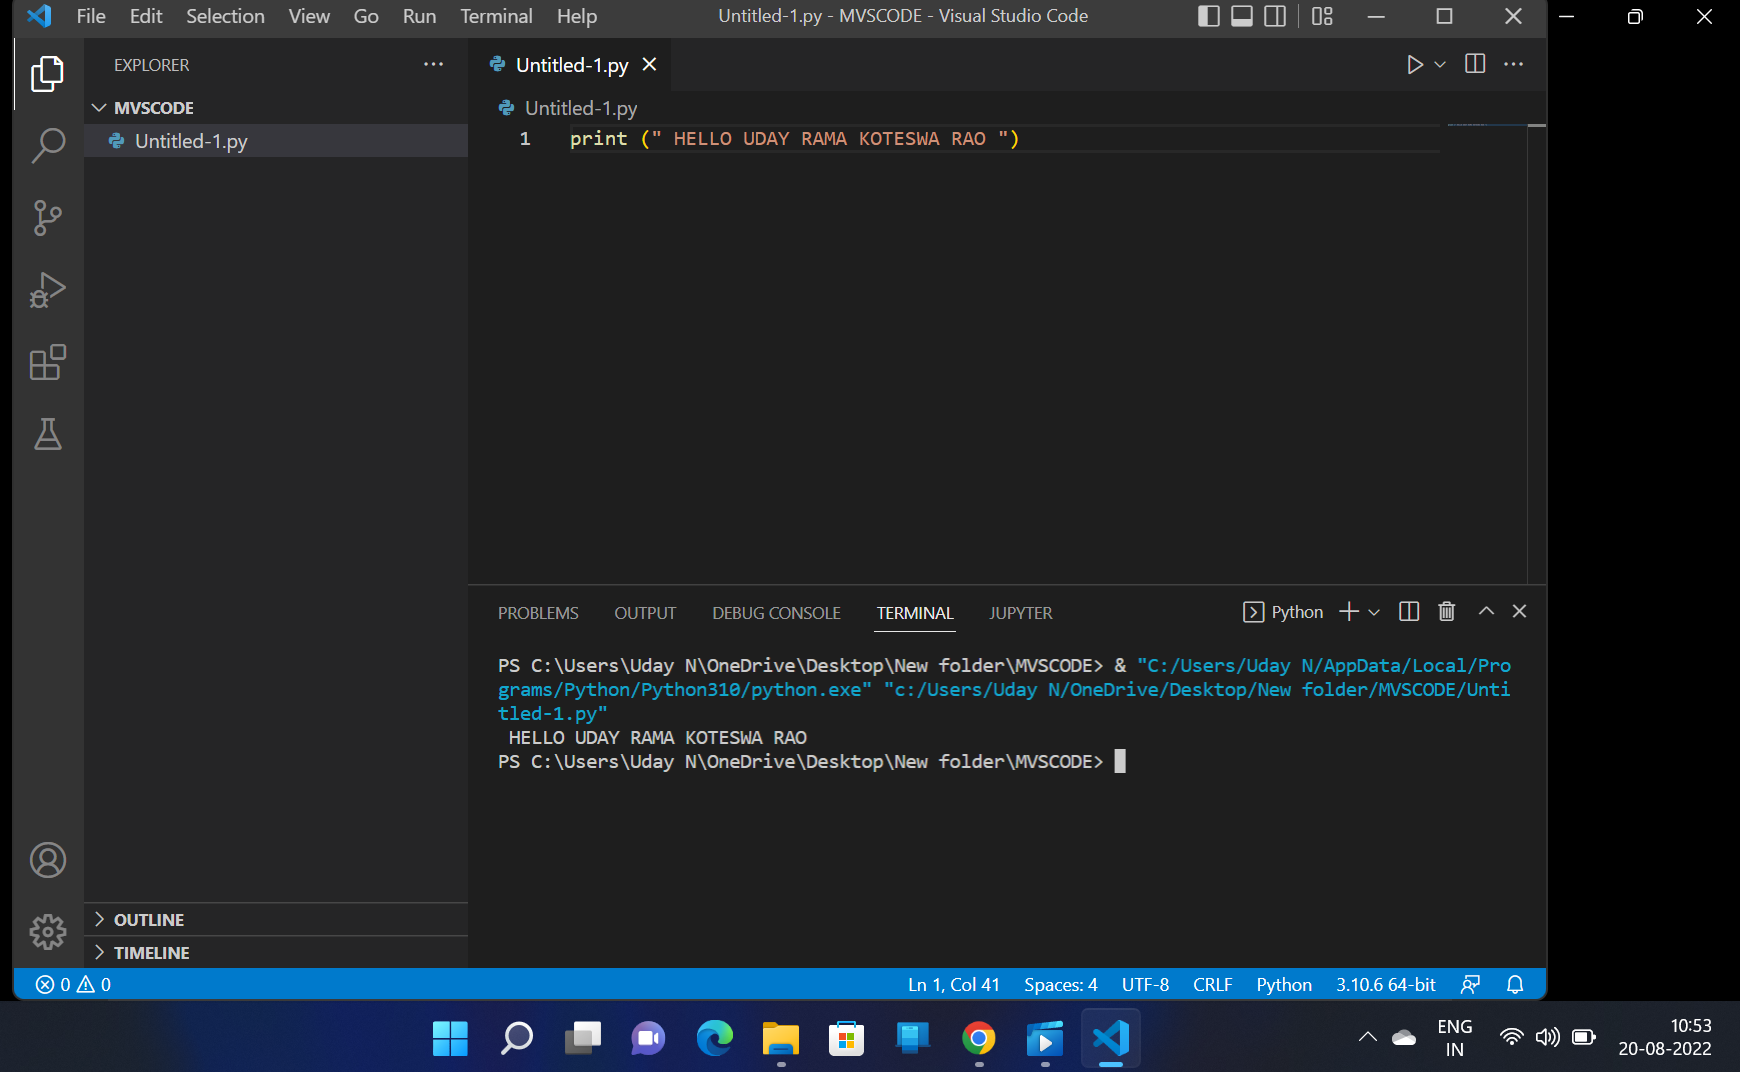 File Edit Selection View Go Run Terminal Help
Untitled-1.py - MVSCODE - Visual Studio Code
EXPLORER
MVSCODE
Untitled-1.py
Untitled-1.py
Untitled-1.py
1 print (" HELLO UDAY RAMA KOTESWA RAO ")
PROBLEMS OUTPUT DEBUG CONSOLE TERMINAL JUPYTER
Python
PS C:\Users\Uday N\OneDrive\Desktop\New folder\MVSCODE> & "C:/Users/Uday N/AppData/Local/Pro
grams/Python/Python310/python.exe" "c:/Users/Uday N/OneDrive/Desktop/New folder/MVSCODE/Unti
tled-1.py"
 HELLO UDAY RAMA KOTESWA RAO
PS C:\Users\Uday N\OneDrive\Desktop\New folder\MVSCODE>
OUTLINE
TIMELINE
0 0
Ln 1, Col 41 Spaces: 4 UTF-8 CRLF Python 3.10.6 64-bit
ENG
IN
10:53
20-08-2022